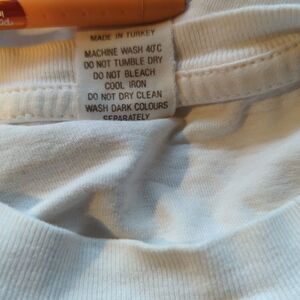 MADE IN TURKEY
MACHINE WASH 40°C
DO NOT TUMBLE DRY
DO NOT BLEACH
COOL IRON
DO NOT DRY CLEAN
WASH DARK COLOURS
SEPARATELY